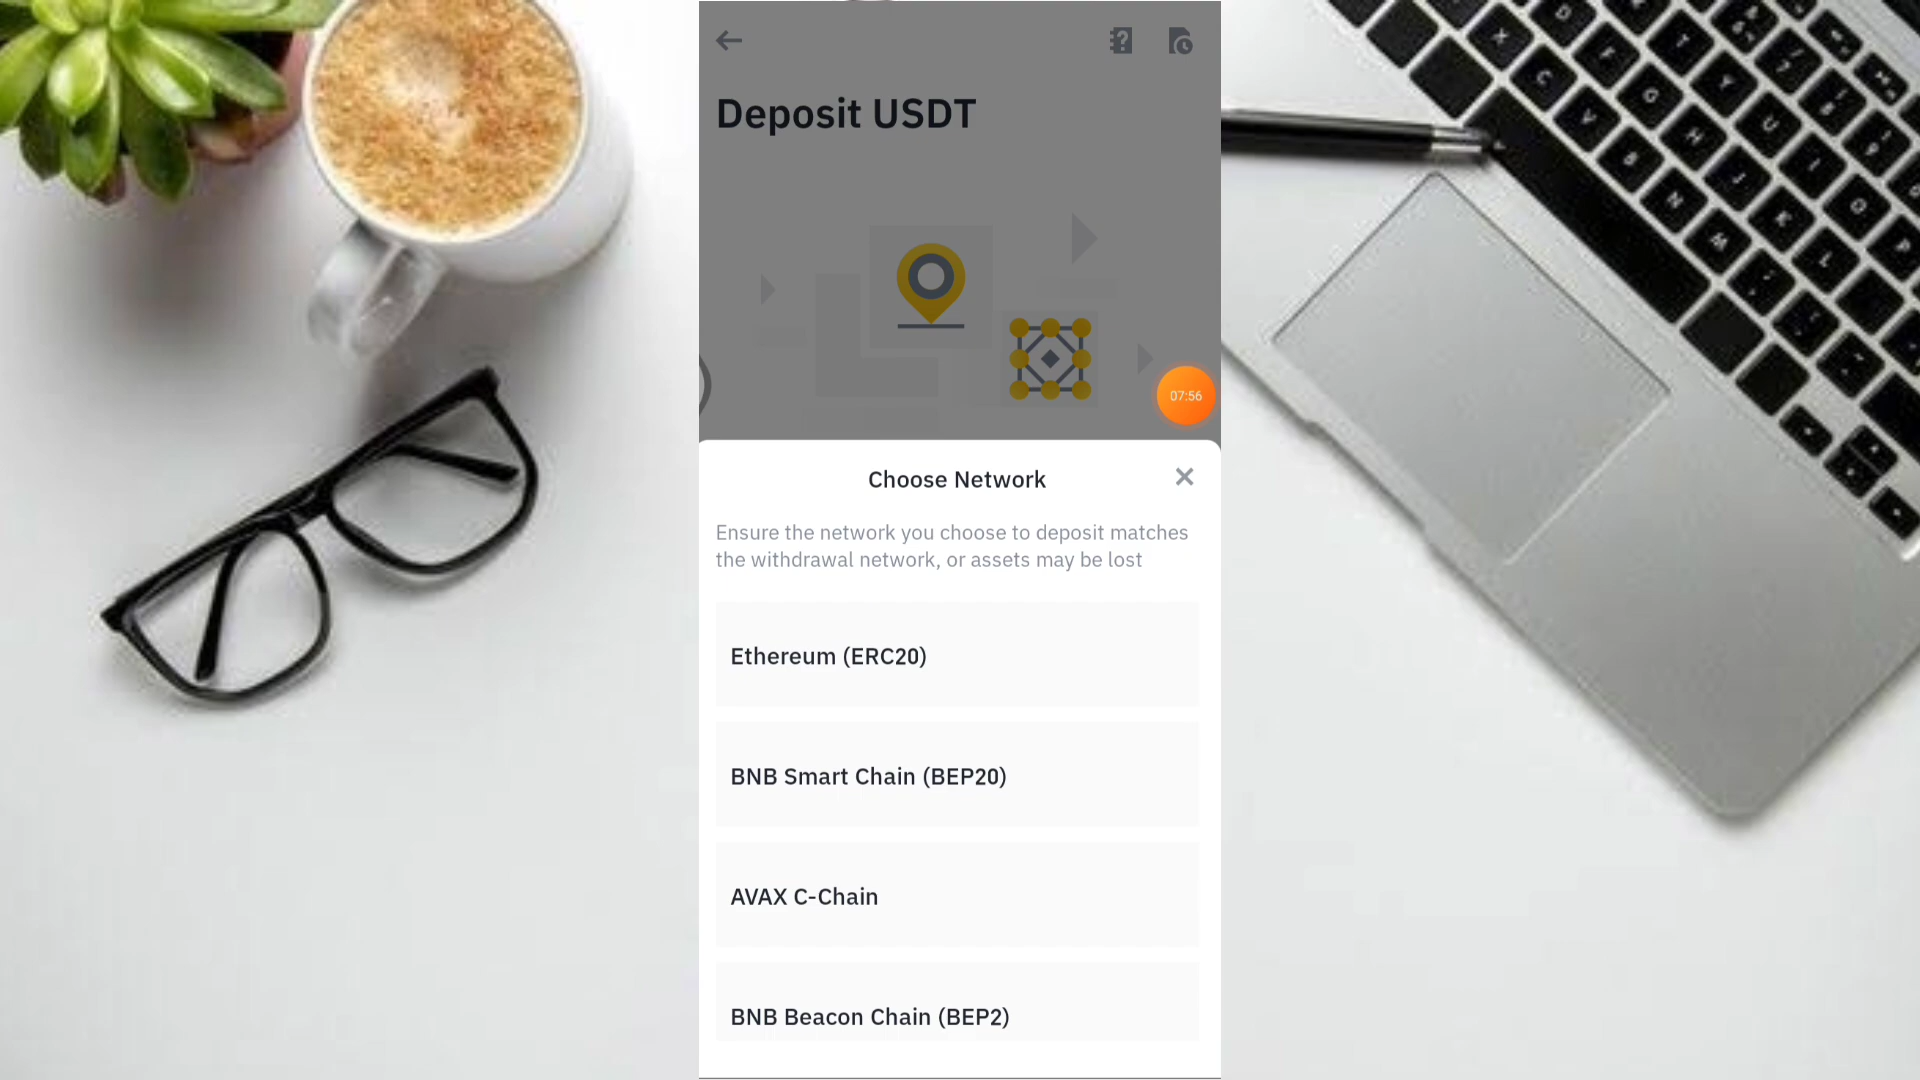 Deposit USDT
07:56
Choose Network
Ensure the network you choose to deposit matches
the withdrawal network, or assets may be lost
Ethereum (ERC20)
BNB Smart Chain (BEP20)
AVAX C-Chain
BNB Beacon Chain (BEP2)